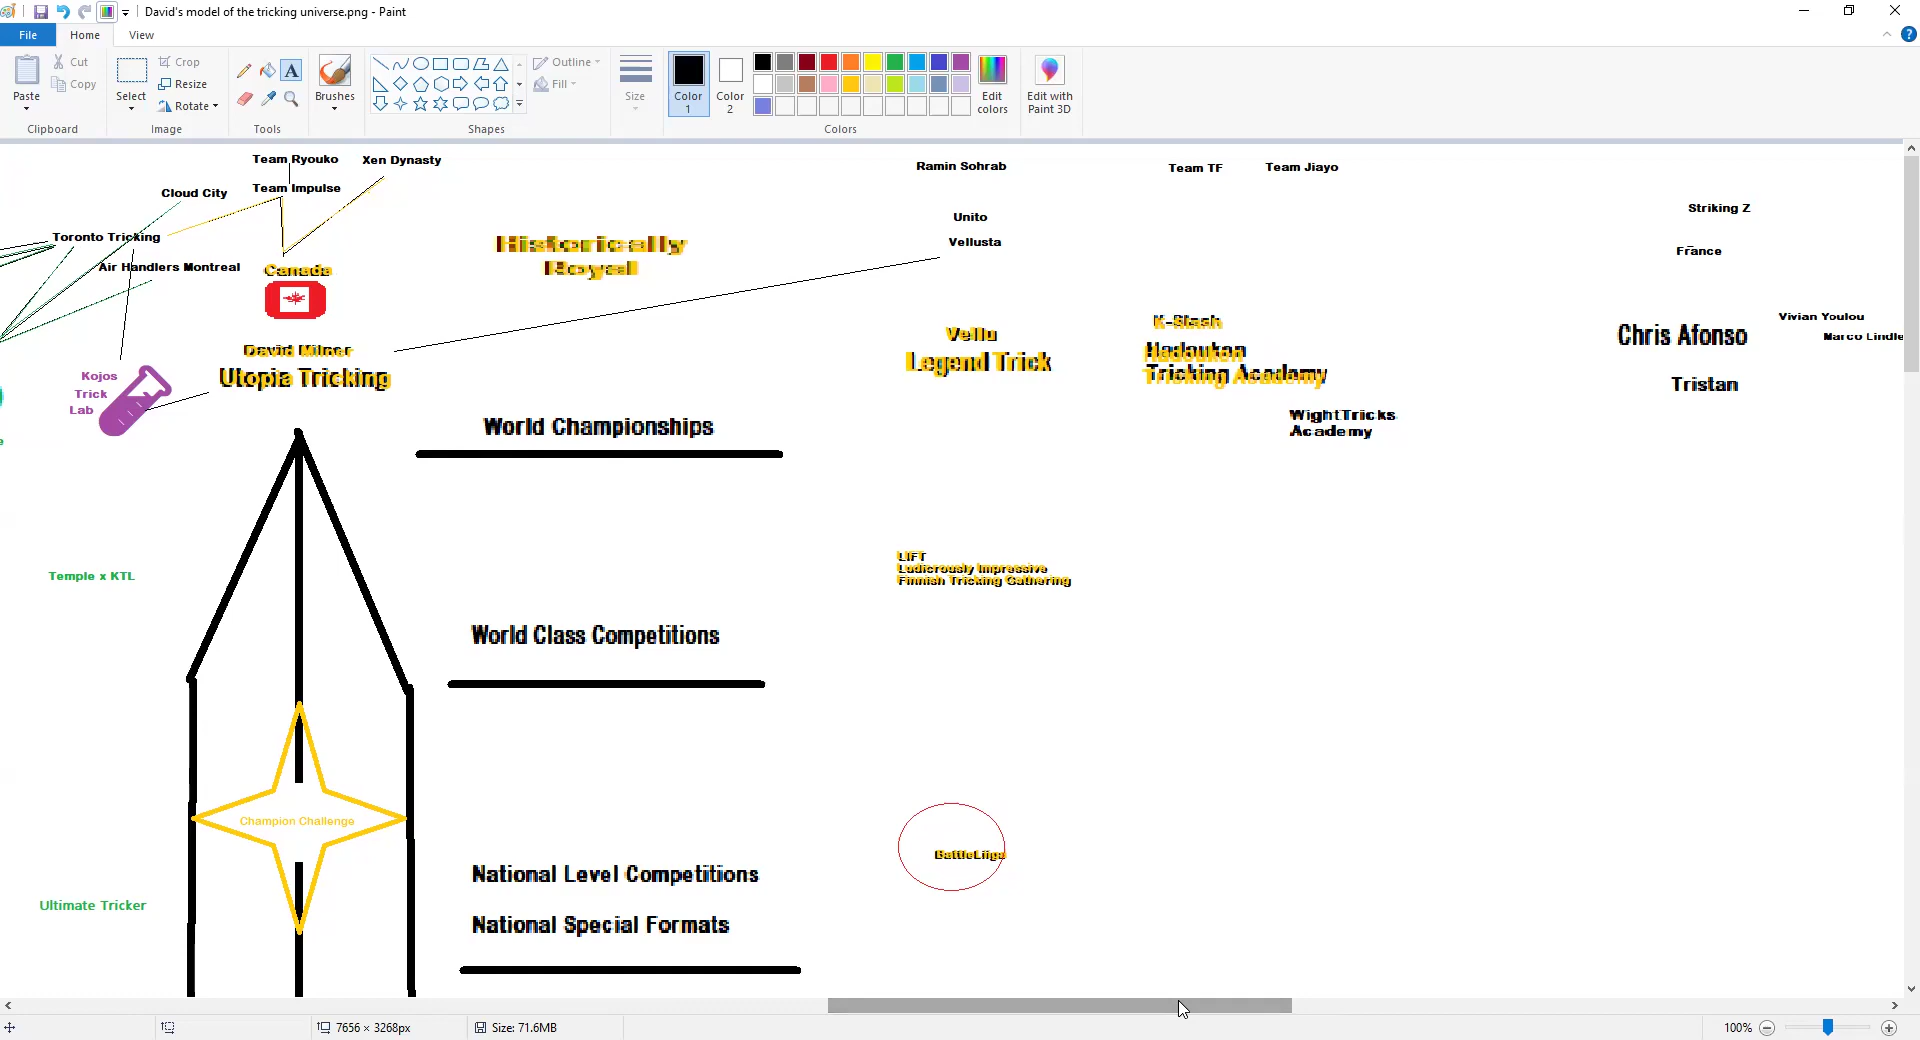 David's model of the tricking universe.png - Paint
File
Home
View
Paste
Cut
Copy
Clipboard
Select
Crop
Resize
Rotate
Image
A
Tools
Brushes
Outline
Fill
Shapes
Size
Color
1
Color
2
Edit
colors
Colors
Edit with
Paint 3D
Team Ryouko
Xen Dynasty
Cloud City
Team Impulse
Toronto Tricking
Air Handlers Montreal
Canada
Historically
Royal
Ramin Sohrab
Team TF
Team Jiayo
Unito
Vellusta
Striking Z
France
David Milner
Utopia Tricking
Kojos
Trick
Lab
Vellu
Legend Trick
K-Stash
Hadouken
Tricking Academy
WightTricks
Academy
Chris Afonso
Tristan
Vivian Youlou
Marco Lindle
World Championships
Temple x KTL
LIFT
Ludicrously Impressive
Finnish Tricking Gathering
World Class Competitions
Champion Challenge
BattleLiiga
National Level Competitions
Ultimate Tricker
National Special Formats
7656 × 3268px
Size: 71.6MB
100%